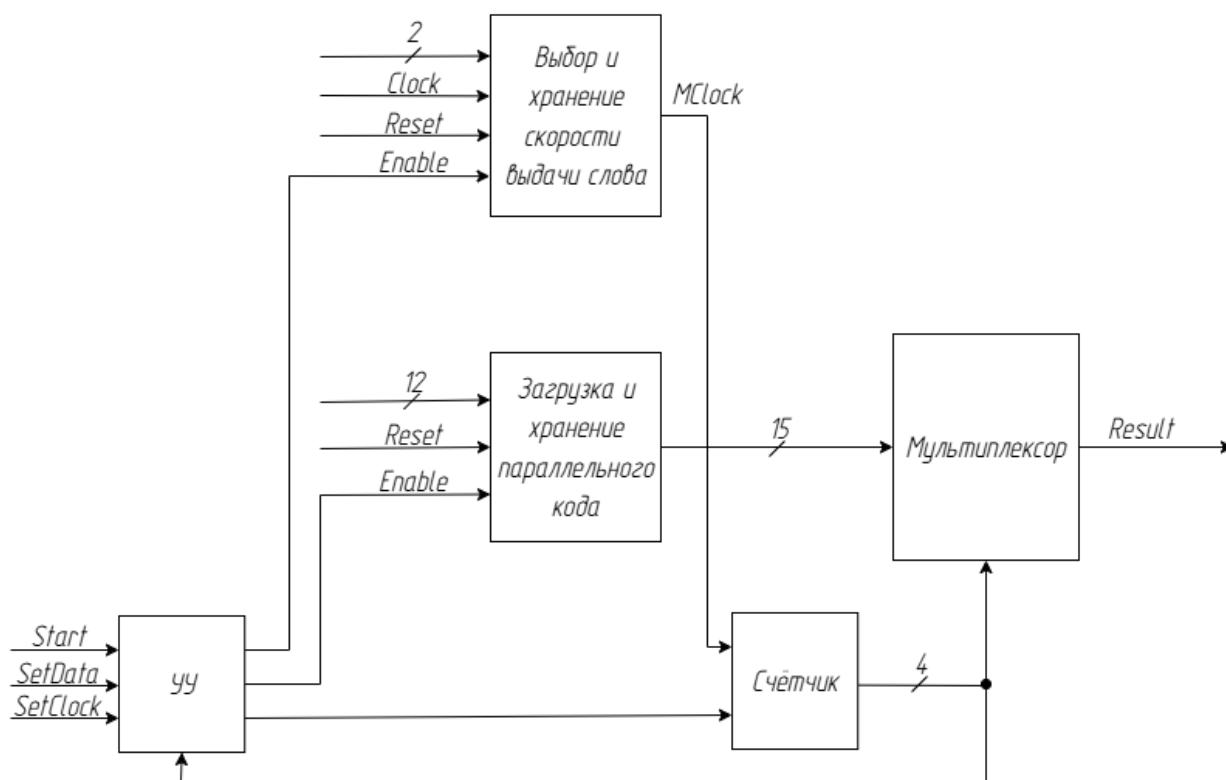 2
Clock
Reset
Enable
Выбор и
хранение
скорости
выдачи слова
MClock
12
Reset
Enable
Загрузка и
хранение
параллельного
кода
15
Мультиплексор
Result
Start
SetData
SetClock
УУ
Счётчик
4